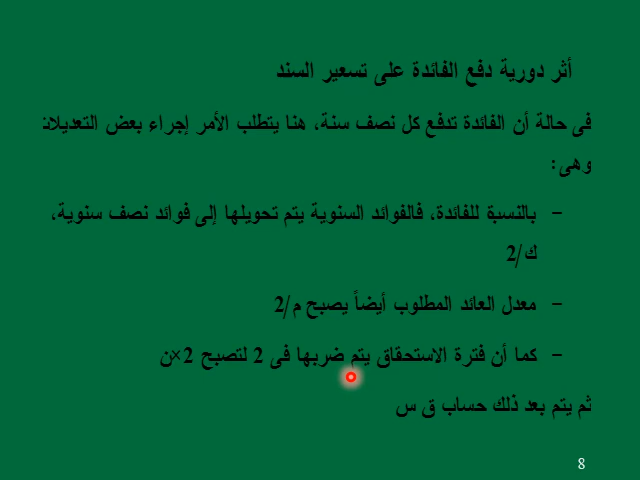 أثر دورية دفع الفائدة على تسعير السند
فى حالة أن الفائدة تدفع كل نصف سنة، هنا يتطلب الأمر إجراء بعض التعديلات
وهى:
– بالنسبة للفائدة، فالفوائد السنوية يتم تحويلها إلى فوائد نصف سنوية،
ك/2
– معدل العائد المطلوب أيضاً يصبح م/2
– كما أن فترة الاستحقاق يتم ضربها فى 2 لتصبح 2×ن
ثم يتم بعد ذلك حساب ق س
8